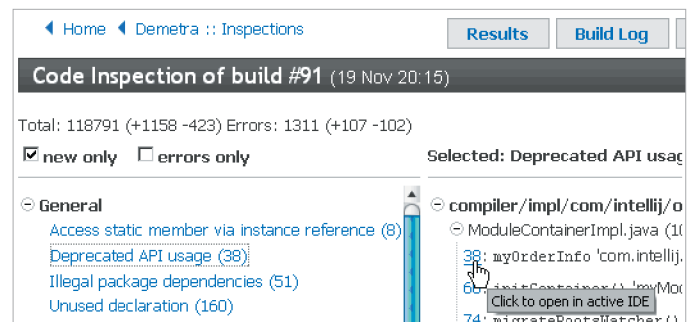 Home Demetra :: Inspections
Results Build Log
Code Inspection of build #91 (19 Nov 20:15)
Total: 118791 (+1158 -423) Errors: 1311 (+107 -102)
new only errors only
Selected: Deprecated API usag
General
Access static member via instance reference (8)
Deprecated API usage (38)
Illegal package dependencies (51)
Unused declaration (160)
compiler/impl/com/intellij/o
ModuleContainerImpl.java (10
38: myOrderInfo 'com.intellij.
initContainer() 'myMod
Click to open in active IDE
74: migrateRootsWatcher()